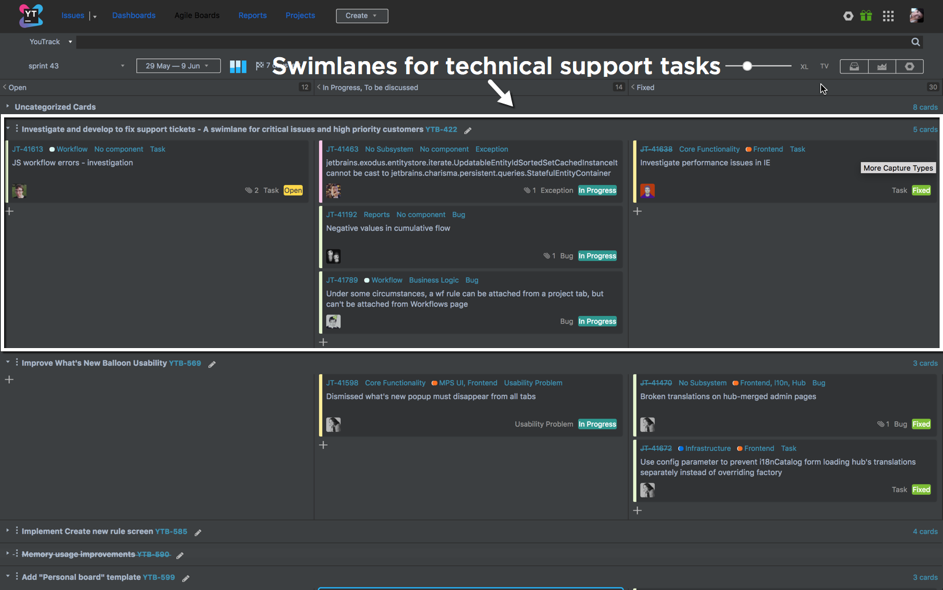 YT
Issues
Dashboards
Agile Boards
Reports
Projects
Create
YouTrack
sprint 43
29 May — 9 Jun
Swimlanes for technical support tasks
XL
TV
Open
12
In Progress, To be discussed
14
Fixed
30
Uncategorized Cards
6 cards
Investigate and develop to fix support tickets - A swimlane for critical issues and high priority customers YTB-422
5 cards
JT-41613 Workflow No component Task
JS workflow errors - investigation
2 Task Open
JT-41463 No Subsystem No component Exception
jetbrains.exodus.entitystore.iterate.UpdatableEntityIdSortedSetCachedInstanceIt
cannot be cast to jetbrains.charisma.persistent.queries.StatefulEntityContainer
1 Exception In Progress
JT-41192 Reports No component Bug
Negative values in cumulative flow
1 Bug In Progress
JT-41789 Workflow Business Logic Bug
Under some circumstances, a wf rule can be attached from a project tab, but
can't be attached from Workflows page
Bug In Progress
JT-41638 Core Functionality Frontend Task
Investigate performance issues in IE
More Capture Types
Task Fixed
Improve What's New Balloon Usability YTB-569
3 cards
JT-41598 Core Functionality MPS UI, Frontend Usability Problem
Dismissed what's new popup must disappear from all tabs
Usability Problem In Progress
JT-41470 No Subsystem Frontend, l10n, Hub Bug
Broken translations on hub-merged admin pages
1 Bug Fixed
JT-41672 Infrastructure Frontend Task
Use config parameter to prevent i18nCatalog form loading hub's translations
separately instead of overriding factory
Task Fixed
Implement Create new rule screen YTB-565
4 cards
Memory usage improvements YTB-590
Add "Personal board" template YTB-599
3 cards